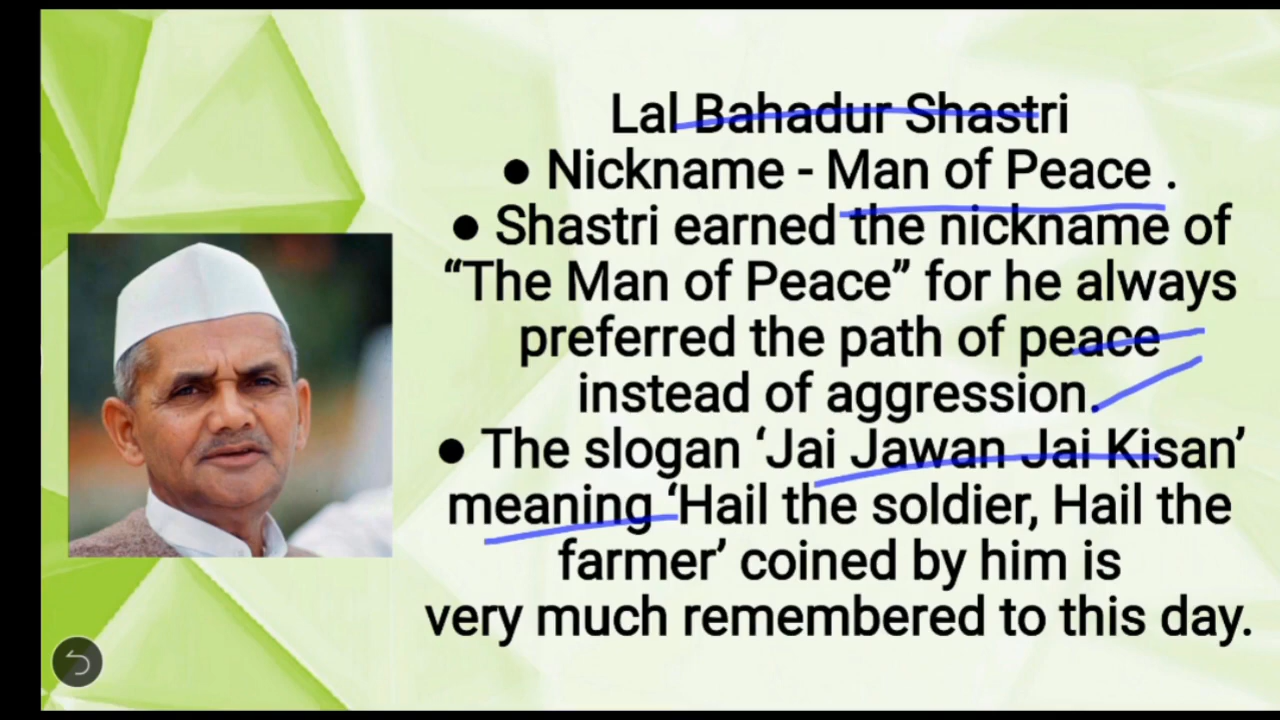 Lal Bahadur Shastri
● Nickname - Man of Peace .
● Shastri earned the nickname of
“The Man of Peace” for he always
preferred the path of peace
instead of aggression.
● The slogan ‘Jai Jawan Jai Kisan’
meaning ‘Hail the soldier, Hail the
farmer’ coined by him is
very much remembered to this day.